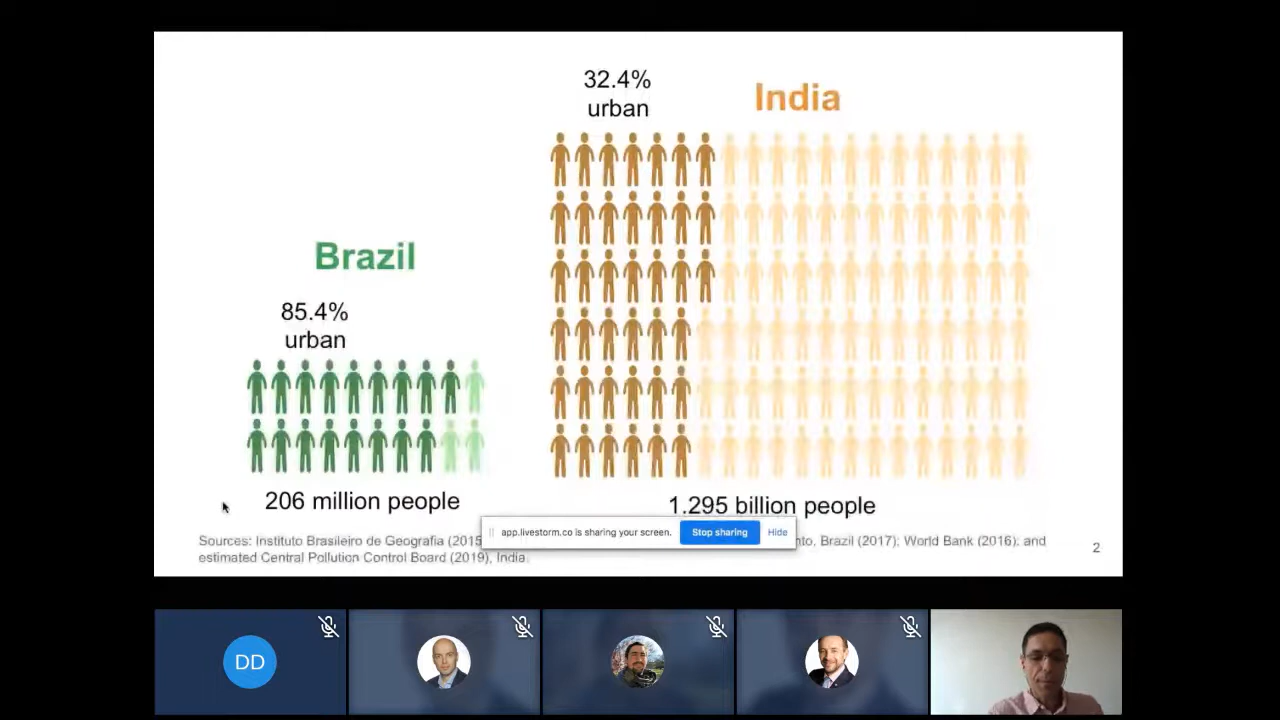 32.4%
urban
India
Brazil
85.4%
urban
206 million people
1.295 billion people
app.livestorm.co is sharing your screen.
Stop sharing
Hide
Sources: Instituto Brasileiro de Geografia (2015 nto, Brazil (2017); World Bank (2016); and
estimated Central Pollution Control Board (2019), India.
2
DD